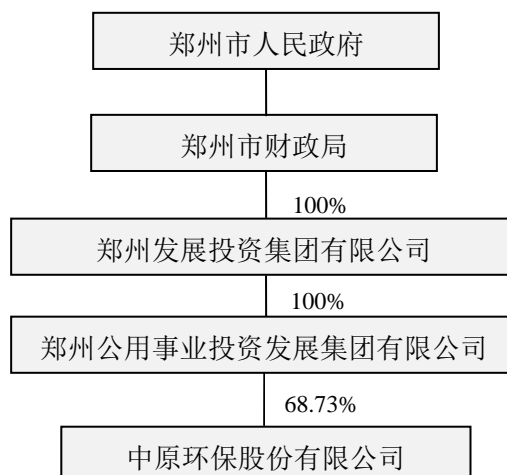 郑州市人民政府
郑州市财政局
100%
郑州发展投资集团有限公司
100%
郑州公用事业投资发展集团有限公司
68.73%
中原环保股份有限公司